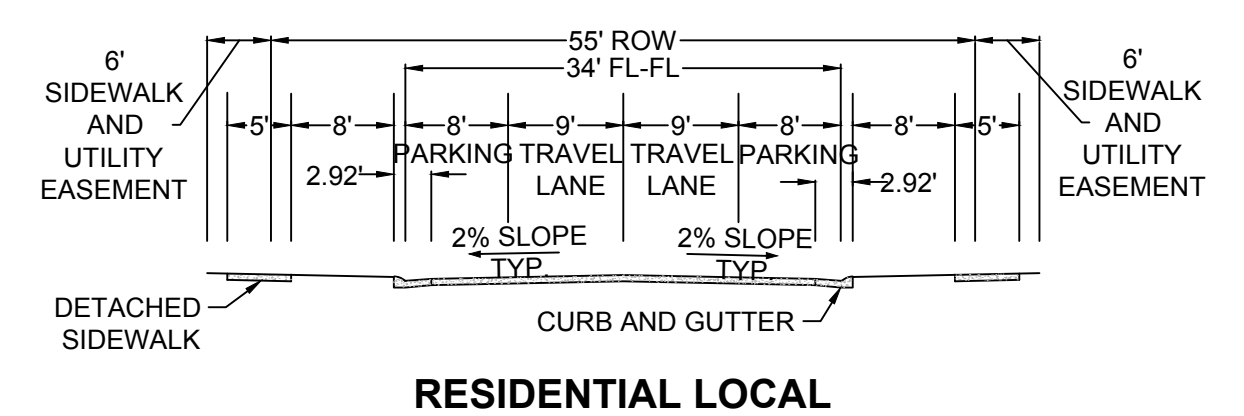 55' ROW
34' FL-FL
6'
SIDEWALK
AND
UTILITY
EASEMENT
6'
SIDEWALK
AND
UTILITY
EASEMENT
5' 8' 8' 9' 9' 8' 8' 5'
PARKING TRAVEL TRAVEL PARKING
LANE LANE
2.92' 2.92'
2% SLOPE 2% SLOPE
TYP. TYP.
DETACHED
SIDEWALK
CURB AND GUTTER
RESIDENTIAL LOCAL